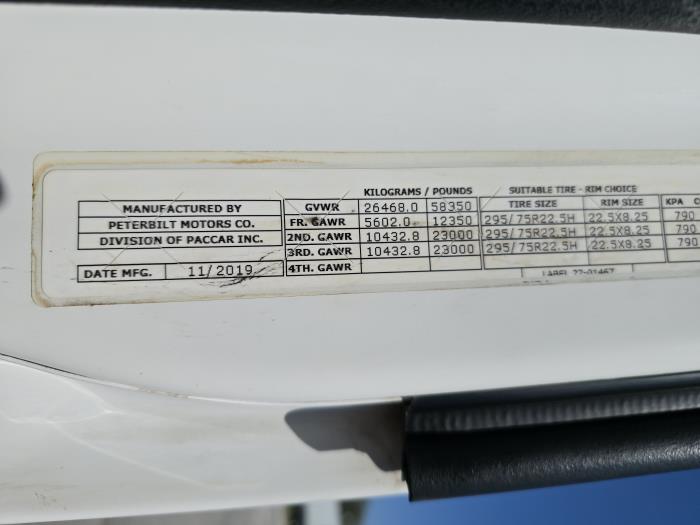 KILOGRAMS / POUNDS SUITABLE TIRE - RIM CHOICE
MANUFACTURED BY GVWR 26468.0 58350 TIRE SIZE RIM SIZE KPA
PETERBILT MOTORS CO. FR. GAWR 5602.0 12350 295/75R22.5H 22.5X8.25 790
DIVISION OF PACCAR INC. 2ND. GAWR 10432.8 23000 295/75R22.5H 22.5X8.25 790
3RD. GAWR 10432.8 23000 295/75R22.5H 22.5X8.25 790
DATE MFG. 11/2019 4TH. GAWR
LABEL 22-01467